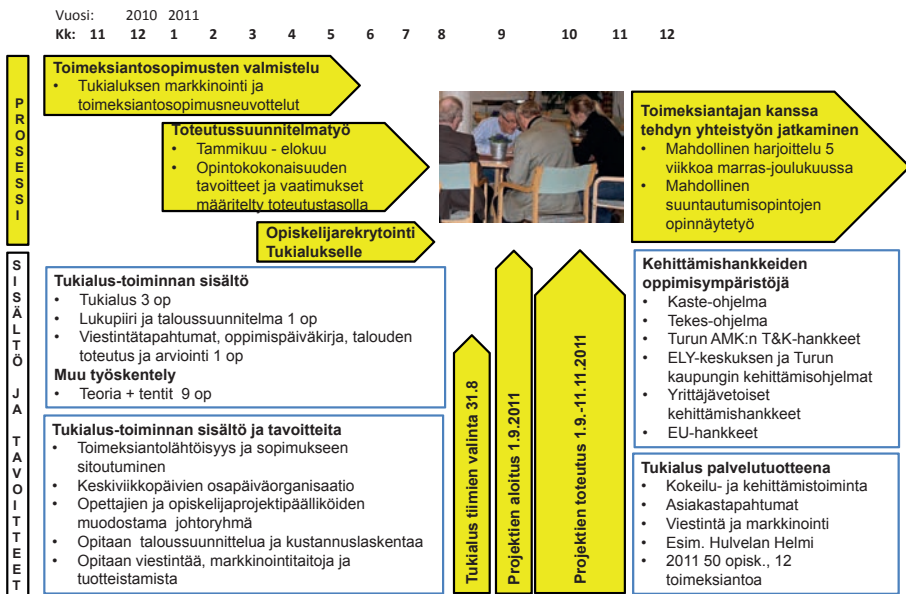 Vuosi: 2010 2011
Kk: 11 12 1 2 3 4 5 6 7 8 9 10 11 12
PROSESSI
Toimeksiantosopimusten valmistelu
• Tukialuksen markkinointi ja
toimeksiantosopimusneuvottelut
Toteutussuunnitelmatyö
• Tammikuu - elokuu
• Opintokokonaisuuden
tavoitteet ja vaatimukset
määritelty toteutustasolla
Opiskelijarekrytointi
Tukialukselle
Toimeksiantajan kanssa
tehdyn yhteistyön jatkaminen
• Mahdollinen harjoittelu 5
viikkoa marras-joulukuussa
• Mahdollinen
suuntautumisopintojen
opinnäytetyö
SISÄLTÖ JA TAVOITTEET
Tukialus-toiminnan sisältö
• Tukialus 3 op
• Lukupiiri ja taloussuunnitelma 1 op
• Viestintätapahtumat, oppimispäiväkirja, talouden
toteutus ja arviointi 1 op
Muu työskentely
• Teoria + tentit 9 op
Tukialus-toiminnan sisältö ja tavoitteita
• Toimeksiantolähtöisyys ja sopimukseen
sitoutuminen
• Keskiviikkopäivien osapäiväorganisaatio
• Opettajien ja opiskelijaprojektipäälliköiden
muodostama johtoryhmä
• Opitaan taloussuunnittelua ja kustannuslaskentaa
• Opitaan viestintää, markkinointitaitoja ja
tuotteistamista
Tukialus tiimien valinta 31.8
Projektien aloitus 1.9.2011
Projektien toteutus 1.9.-11.11.2011
Kehittämishankkeiden
oppimisympäristöjä
• Kaste-ohjelma
• Tekes-ohjelma
• Turun AMK:n T&K-hankkeet
• ELY-keskuksen ja Turun
kaupungin kehittämisohjelmat
• Yrittäjävetoiset
kehittämishankkeet
• EU-hankkeet
Tukialus palvelutuotteena
• Kokeilu- ja kehittämistoiminta
• Asiakastapahtumat
• Viestintä ja markkinointi
• Esim. Hulvelan Helmi
• 2011 50 opisk., 12
toimeksiantoa